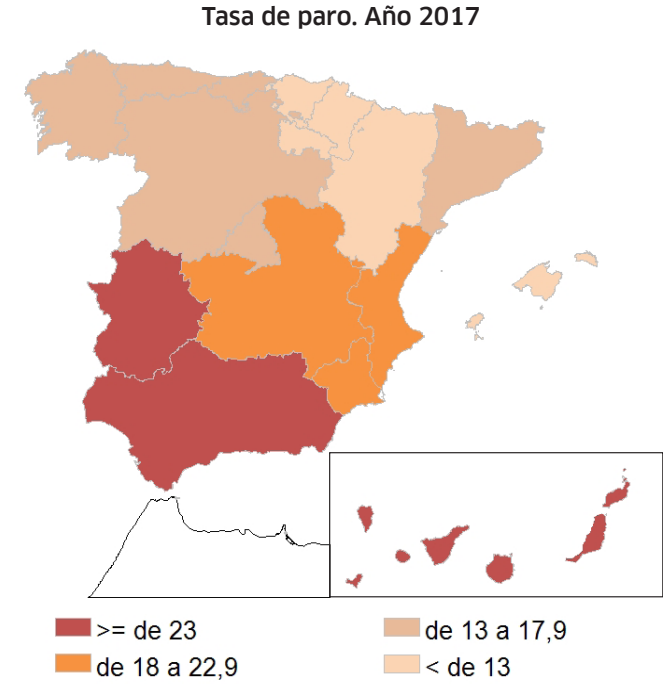 Tasa de paro. Año 2017
>= de 23
de 13 a 17,9
de 18 a 22,9
< de 13